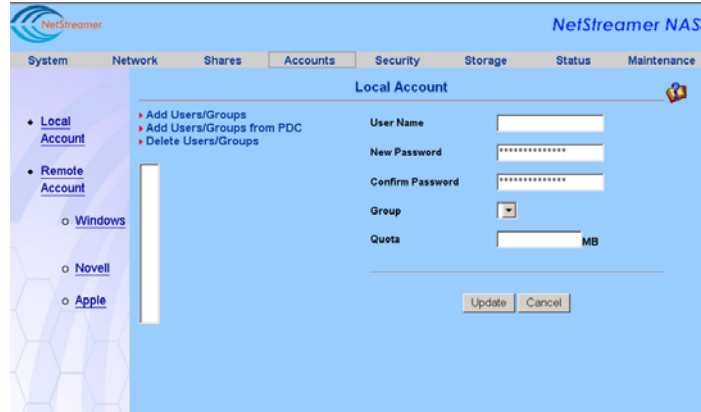 NetStreamer
NetStreamer NAS
System Network Shares Accounts Security Storage Status Maintenance
Local Account
Local
Account
Remote
Account
Windows
Novell
Apple
Add Users/Groups
Add Users/Groups from PDC
Delete Users/Groups
User Name
New Password **************
Confirm Password **************
Group
Quota MB
Update Cancel